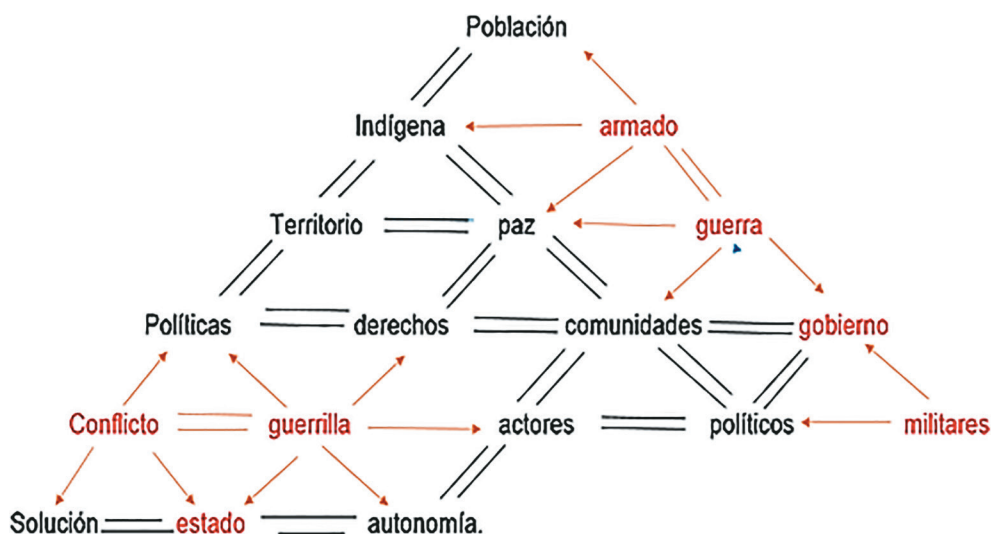 Población
Indígena armado
Territorio paz guerra
Políticas derechos comunidades gobierno
Conflicto guerrilla actores políticos militares
Solución estado autonomía.